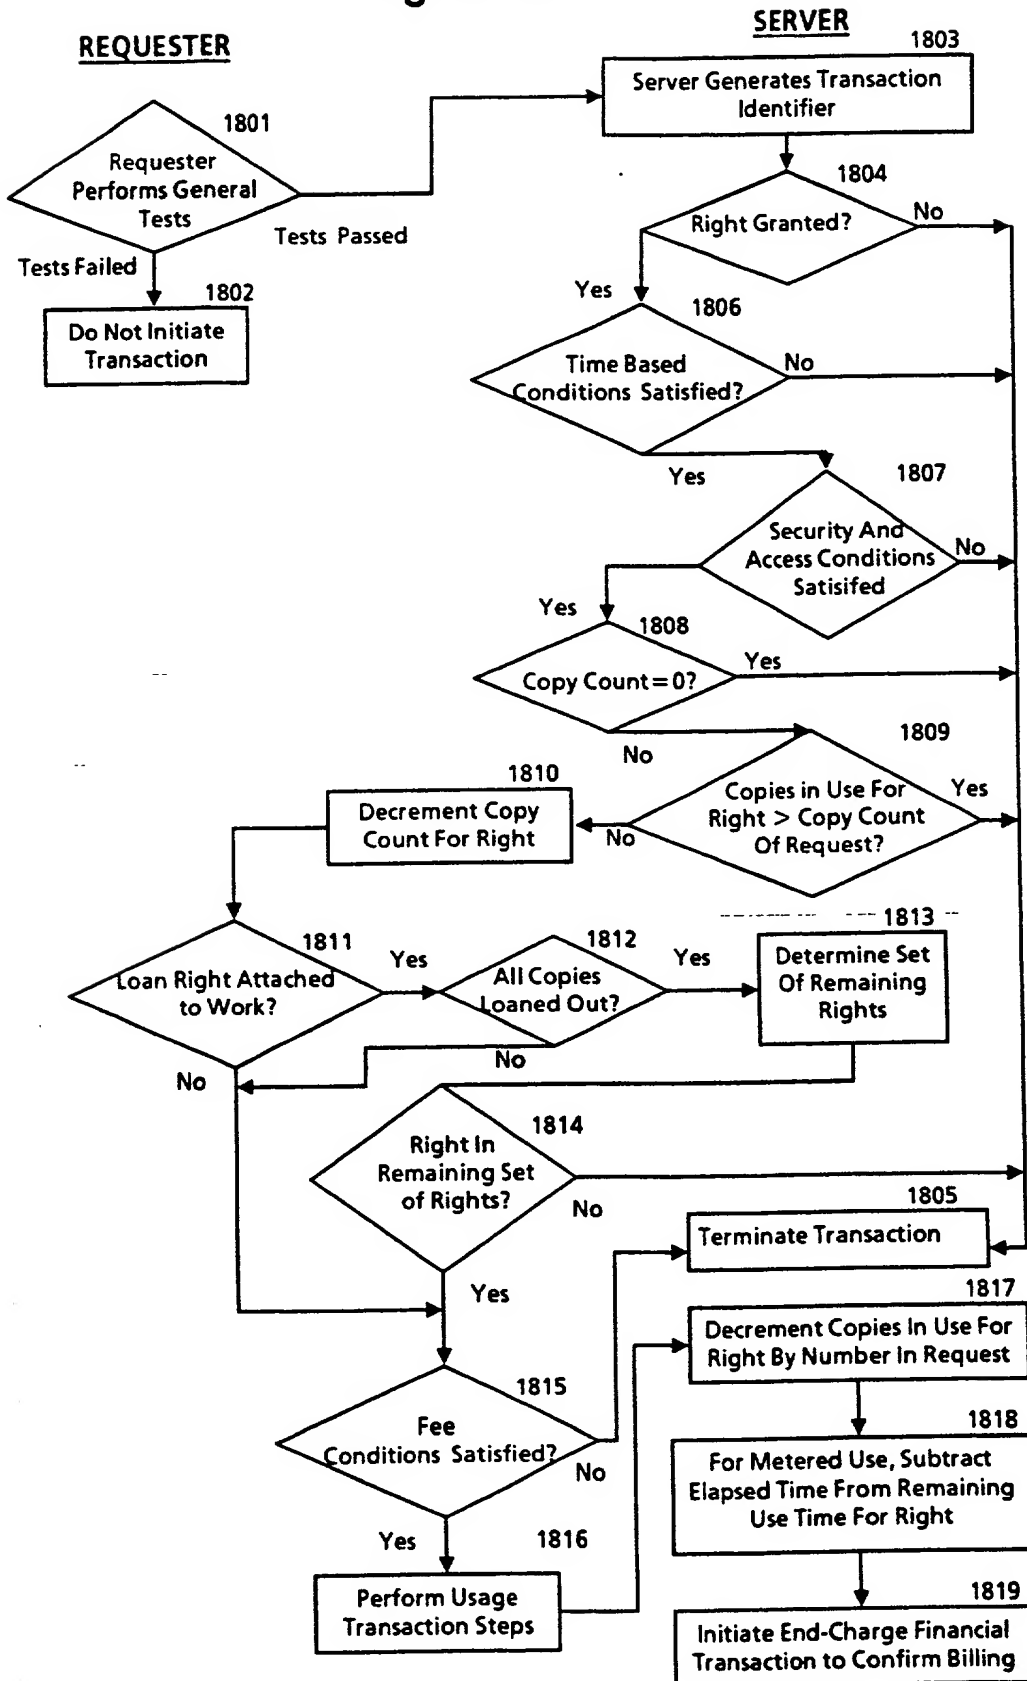 REQUESTER
SERVER
1803
Server Generates Transaction
Identifier
1801
Requester
Performs General
Tests
Tests Passed
Tests Failed
1802
Do Not Initiate
Transaction
1804
Right Granted?
No
Yes
1806
Time Based
Conditions Satisfied?
No
Yes
1807
Security And
Access Conditions
Satisifed
No
Yes
1808
Copy Count = 0?
Yes
No
1809
Copies in Use For
Right > Copy Count
Of Request?
Yes
No
1810
Decrement Copy
Count For Right
1811
Loan Right Attached
to Work?
Yes
No
1812
All Copies
Loaned Out?
Yes
No
1813
Determine Set
Of Remaining
Rights
1814
Right In
Remaining Set
of Rights?
No
Yes
1805
Terminate Transaction
1815
Fee
Conditions Satisfied?
No
Yes
1816
Perform Usage
Transaction Steps
1817
Decrement Copies In Use For
Right By Number In Request
1818
For Metered Use, Subtract
Elapsed Time From Remaining
Use Time For Right
1819
Initiate End-Charge Financial
Transaction to Confirm Billing